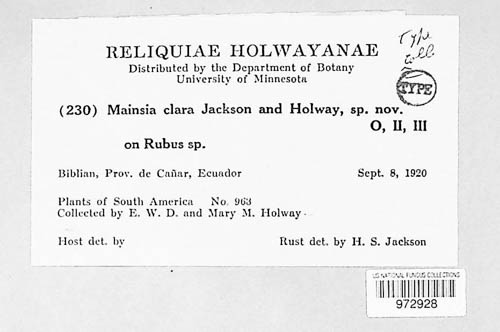 Type
coll.
TYPE
RELIQUIAE HOLWAYANAE
Distributed by the Department of Botany
University of Minnesota
(230) Mainsia clara Jackson and Holway, sp. nov.
O, II, III
on Rubus sp.
Biblian, Prov. de Cañar, Ecuador Sept. 8, 1920
Plants of South America No. 963
Collected by E. W. D. and Mary M. Holway
Host det. by Rust det. by H. S. Jackson
US NATIONAL FUNGUS COLLECTIONS
972928